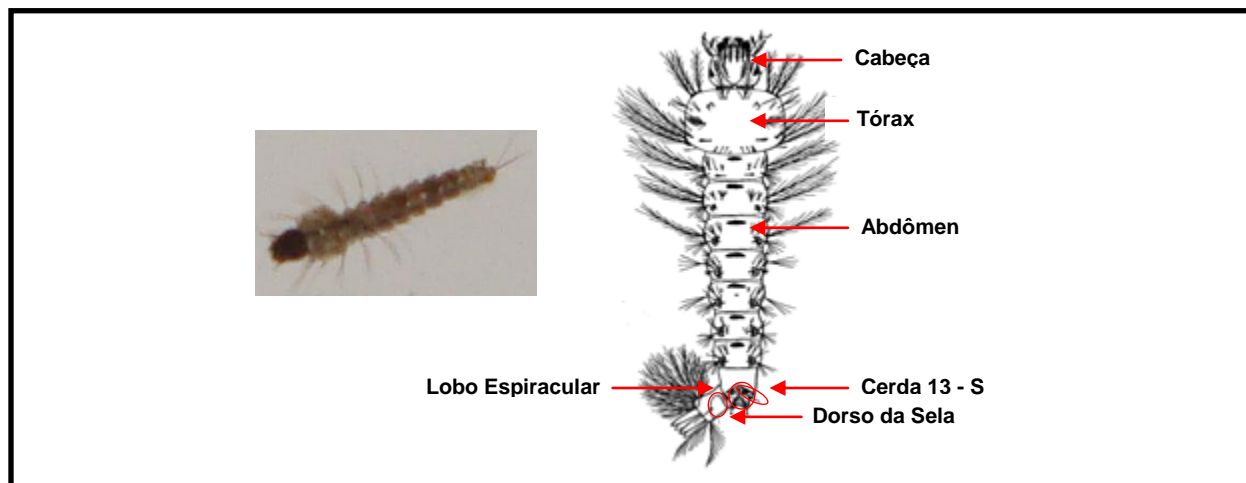 Cabeça
Tórax
Abdômen
Lobo Espiracular
Cerda 13 - S
Dorso da Sela